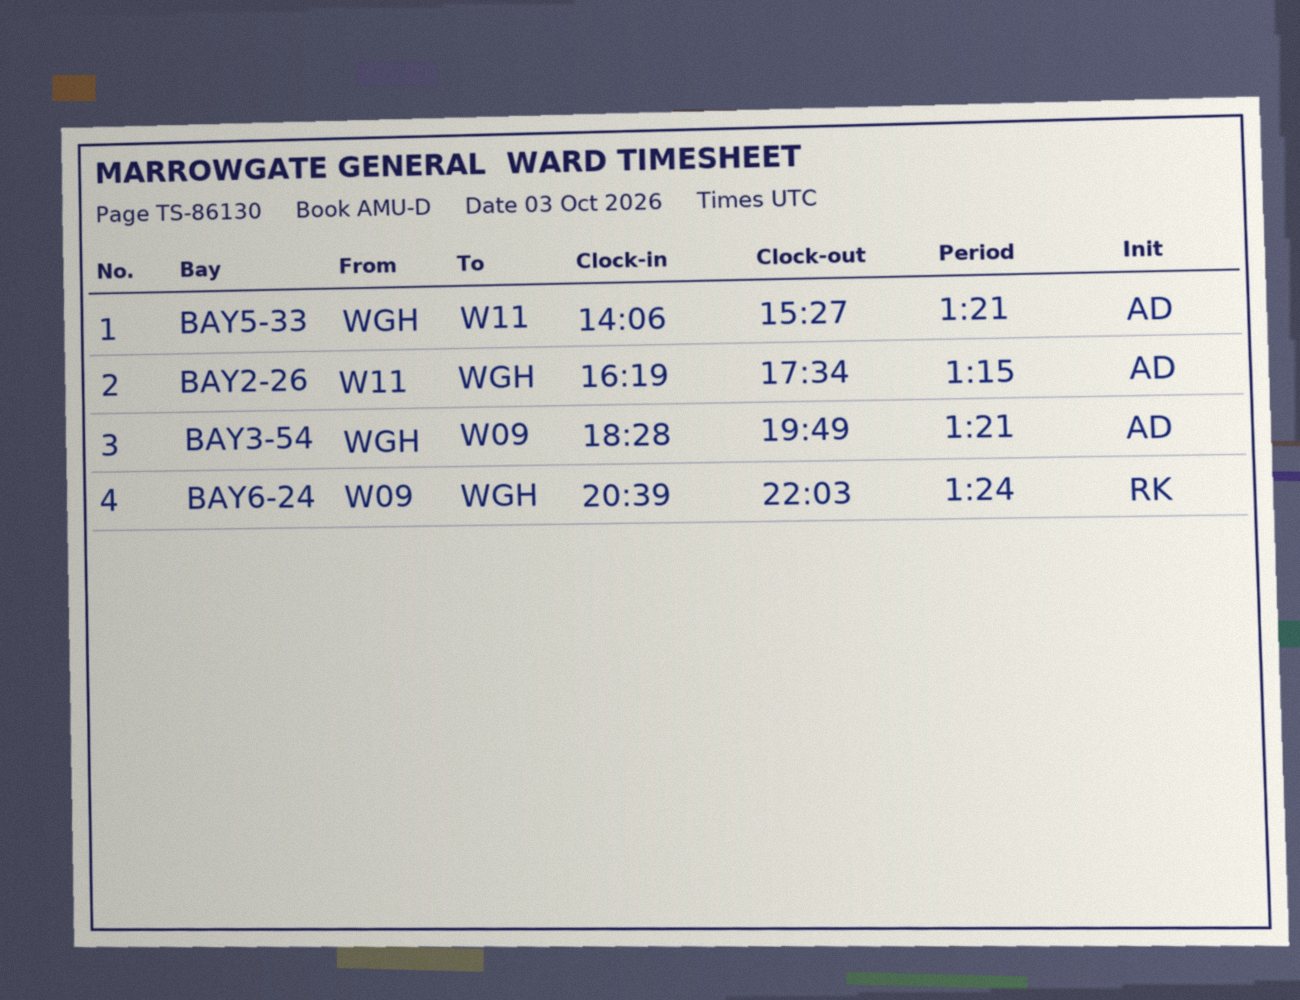 MARROWGATE GENERAL WARD TIMESHEET
Page TS-86130 Book AMU-D Date 03 Oct 2026 Times UTC
No. Bay From To Clock-in Clock-out Period Init
1 BAY5-33 WGH W11 14:06 15:27 1:21 AD
2 BAY2-26 W11 WGH 16:19 17:34 1:15 AD
3 BAY3-54 WGH W09 18:28 19:49 1:21 AD
4 BAY6-24 W09 WGH 20:39 22:03 1:24 RK